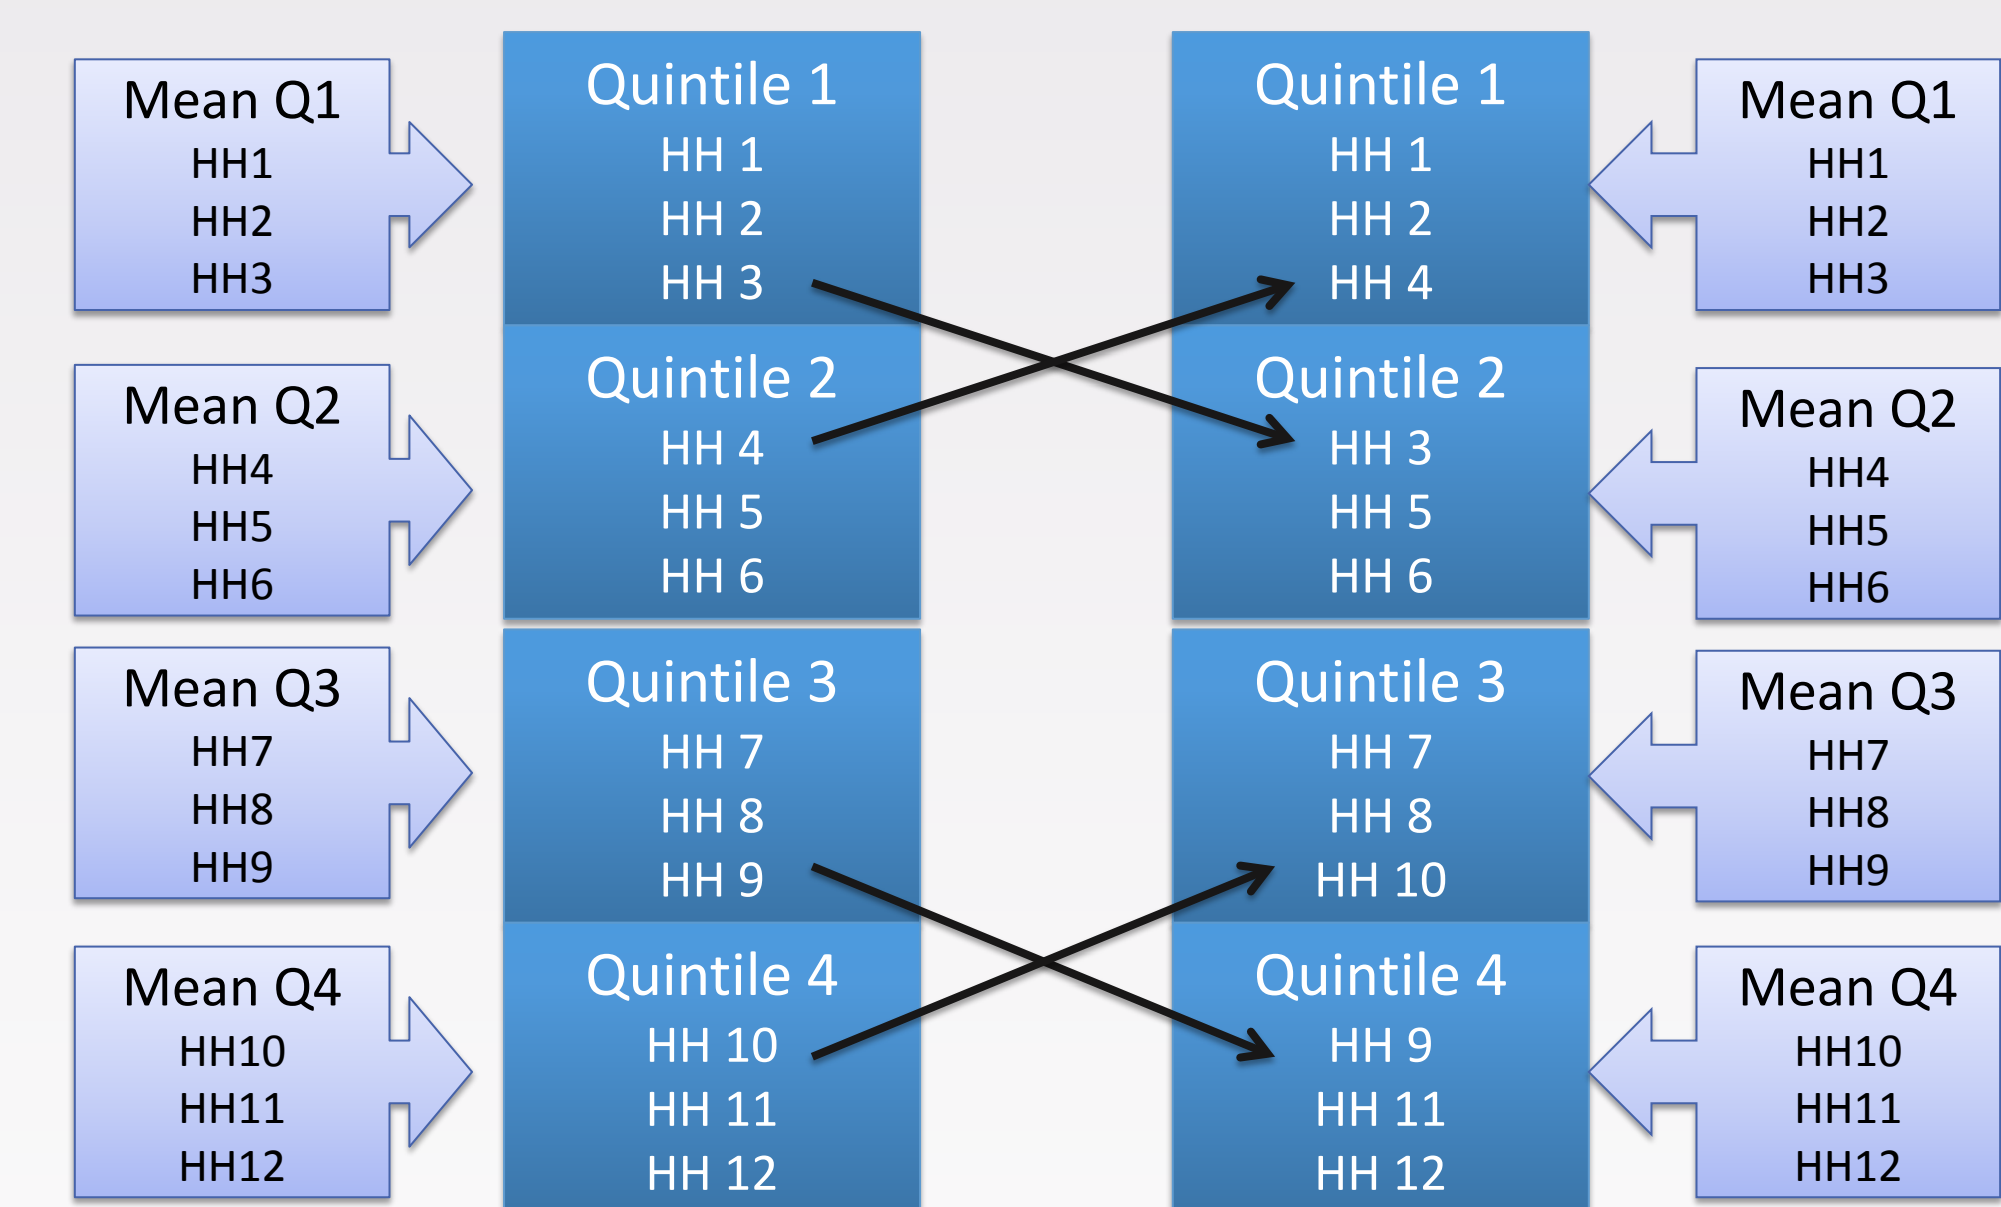 Mean Q1
HH1
HH2
HH3
Mean Q2
HH4
HH5
HH6
Mean Q3
HH7
HH8
HH9
Mean Q4
HH10
HH11
HH12
Quintile 1
HH 1
HH 2
HH 3
Quintile 2
HH 4
HH 5
HH 6
Quintile 3
HH 7
HH 8
HH 9
Quintile 4
HH 10
HH 11
HH 12
Quintile 1
HH 1
HH 2
HH 4
Quintile 2
HH 3
HH 5
HH 6
Quintile 3
HH 7
HH 8
HH 10
Quintile 4
HH 9
HH 11
HH 12
Mean Q1
HH1
HH2
HH3
Mean Q2
HH4
HH5
HH6
Mean Q3
HH7
HH8
HH9
Mean Q4
HH10
HH11
HH12